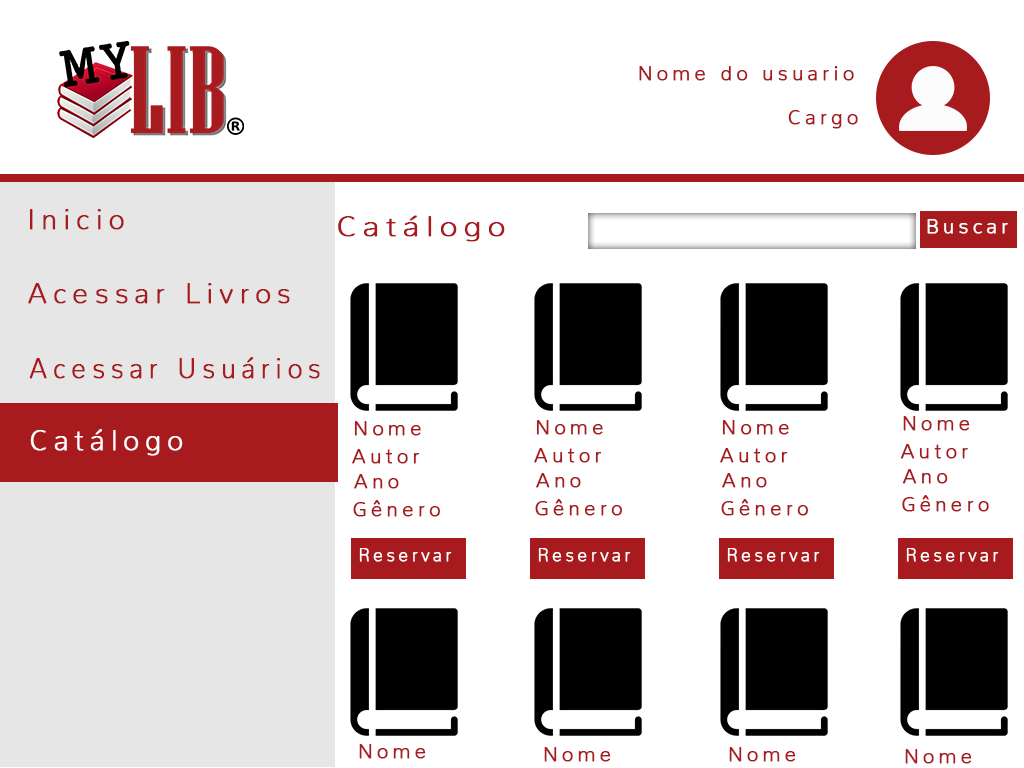 MY LIB®
Nome do usuario
Cargo
Inicio
Acessar Livros
Acessar Usuários
Catálogo
Catálogo
Buscar
Nome
Autor
Ano
Gênero
Reservar
Nome
Autor
Ano
Gênero
Reservar
Nome
Autor
Ano
Gênero
Reservar
Nome
Autor
Ano
Gênero
Reservar
Nome
Nome
Nome
Nome